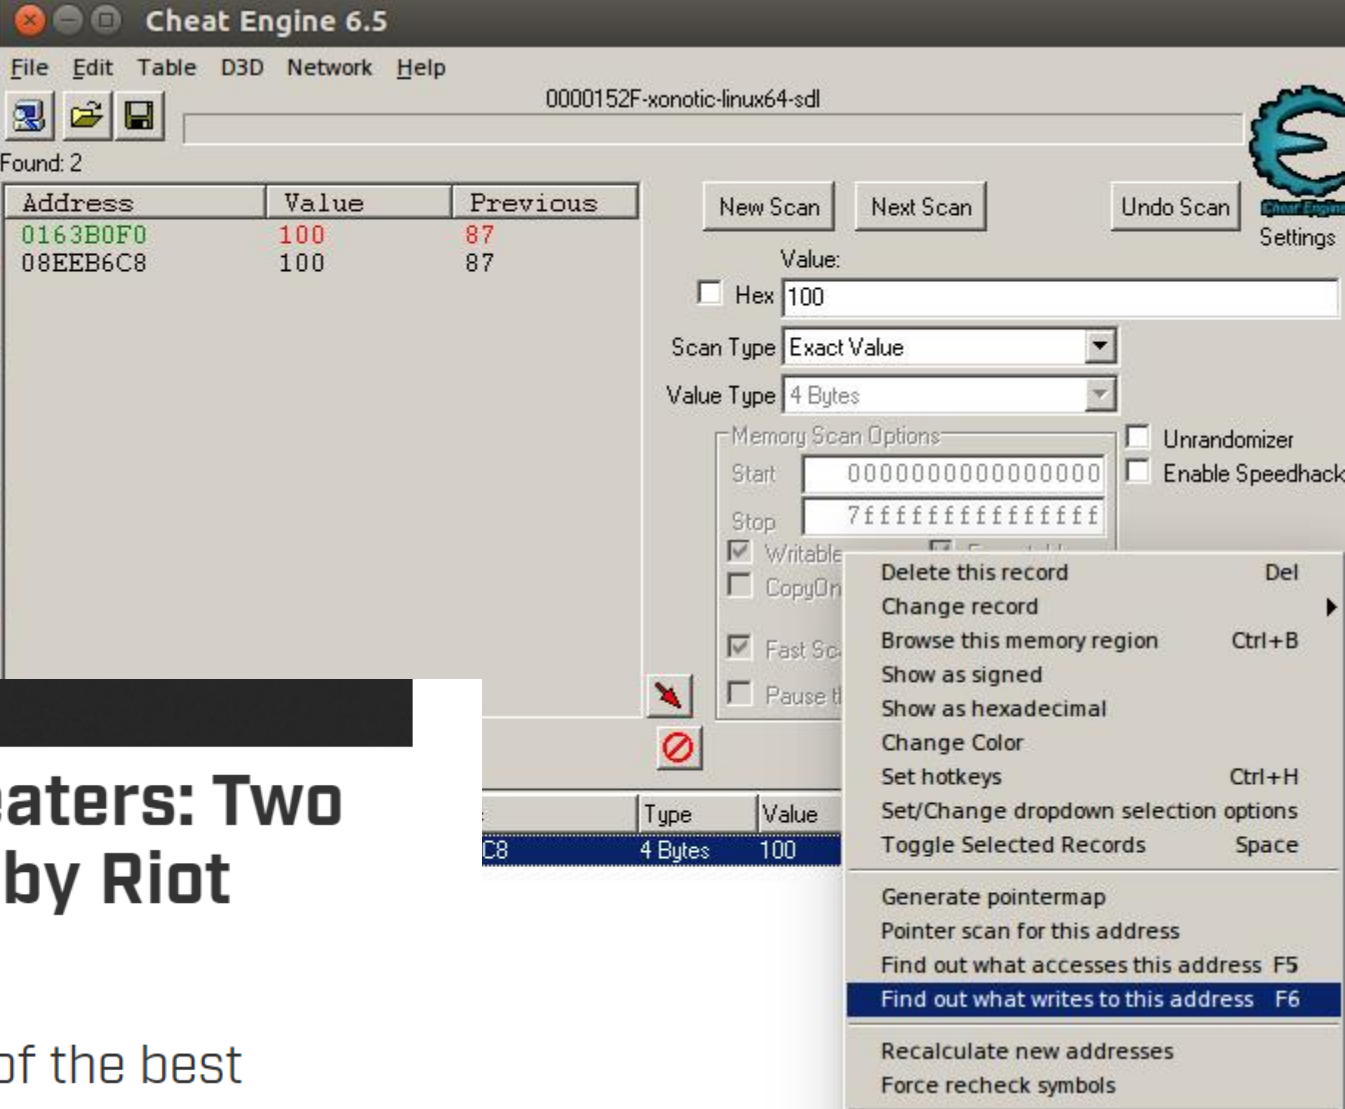 Cheat Engine 6.5
File Edit Table D3D Network Help
0000152F-xonotic-linux64-sdl
Found: 2
Address Value Previous
0163B0F0 100 87
08EEB6C8 100 87
New Scan Next Scan Undo Scan
Cheat Engine
Settings
Value:
Hex 100
Scan Type Exact Value
Value Type 4 Bytes
Memory Scan Options
Unrandomizer
Start 0000000000000000
Enable Speedhack
Stop 7fffffffffffffff
Writable
CopyOn
Fast Sc
Pause t
Type Value
C8 4 Bytes 100
Delete this record Del
Change record
Browse this memory region Ctrl+B
Show as signed
Show as hexadecimal
Change Color
Set hotkeys Ctrl+H
Set/Change dropdown selection options
Toggle Selected Records Space
Generate pointermap
Pointer scan for this address
Find out what accesses this address F5
Find out what writes to this address F6
Recalculate new addresses
Force recheck symbols
eaters: Two
by Riot
of the best